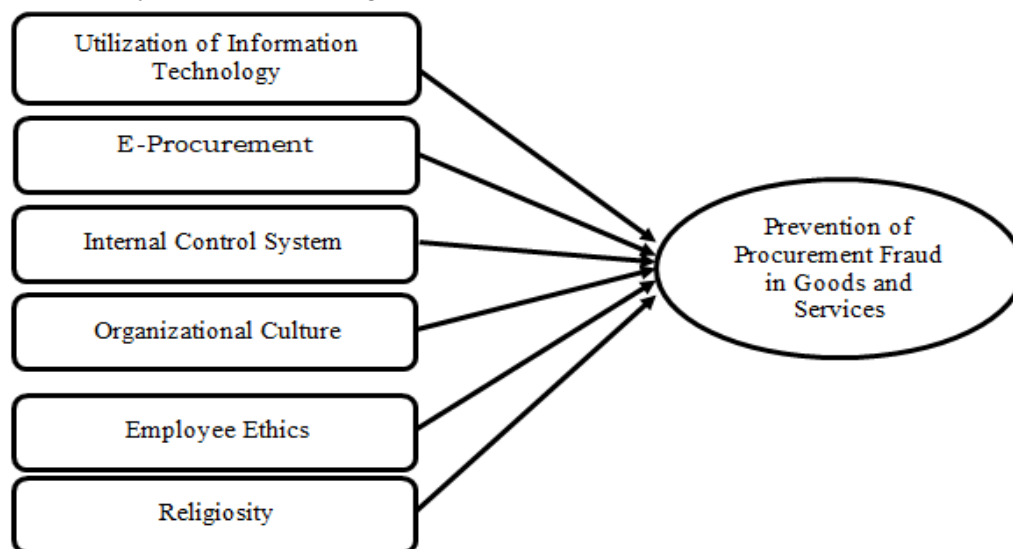 Utilization of Information
Technology
E-Procurement
Internal Control System
Organizational Culture
Employee Ethics
Religiosity
Prevention of
Procurement Fraud
in Goods and
Services